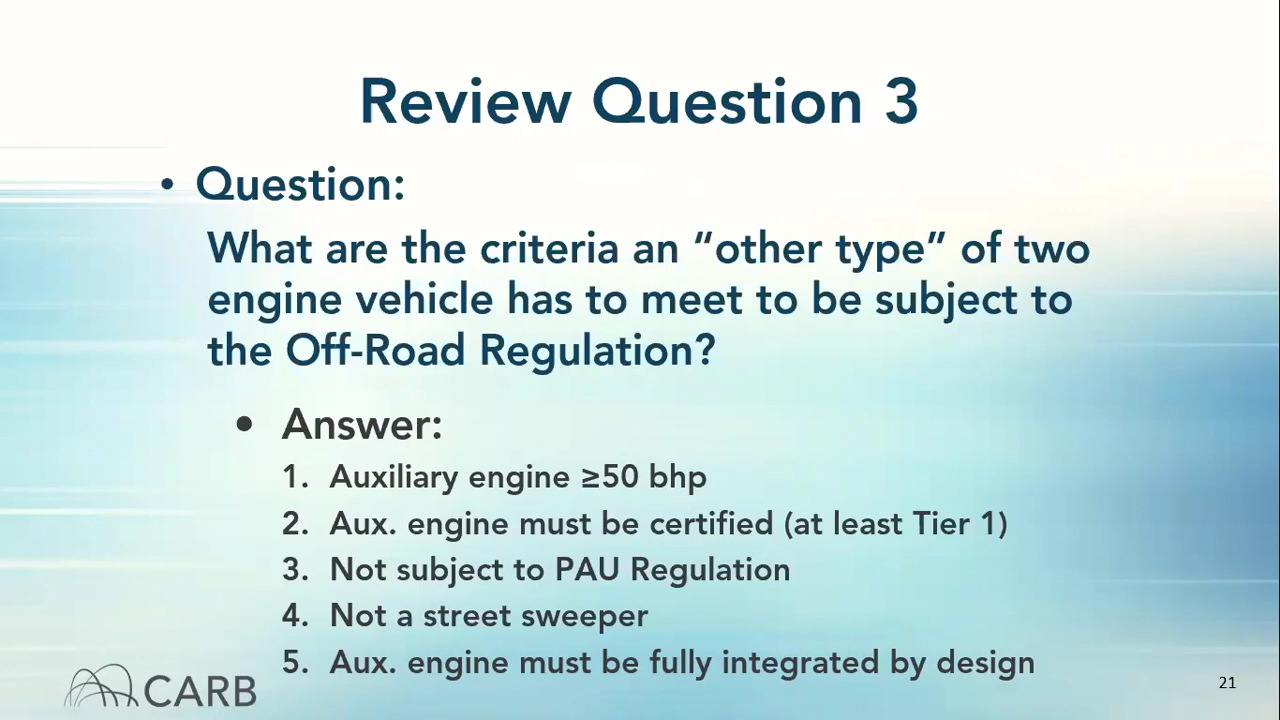 Review Question 3
• Question:
What are the criteria an “other type” of two
engine vehicle has to meet to be subject to
the Off-Road Regulation?
• Answer:
1. Auxiliary engine ≥50 bhp
2. Aux. engine must be certified (at least Tier 1)
3. Not subject to PAU Regulation
4. Not a street sweeper
5. Aux. engine must be fully integrated by design
CARB
21